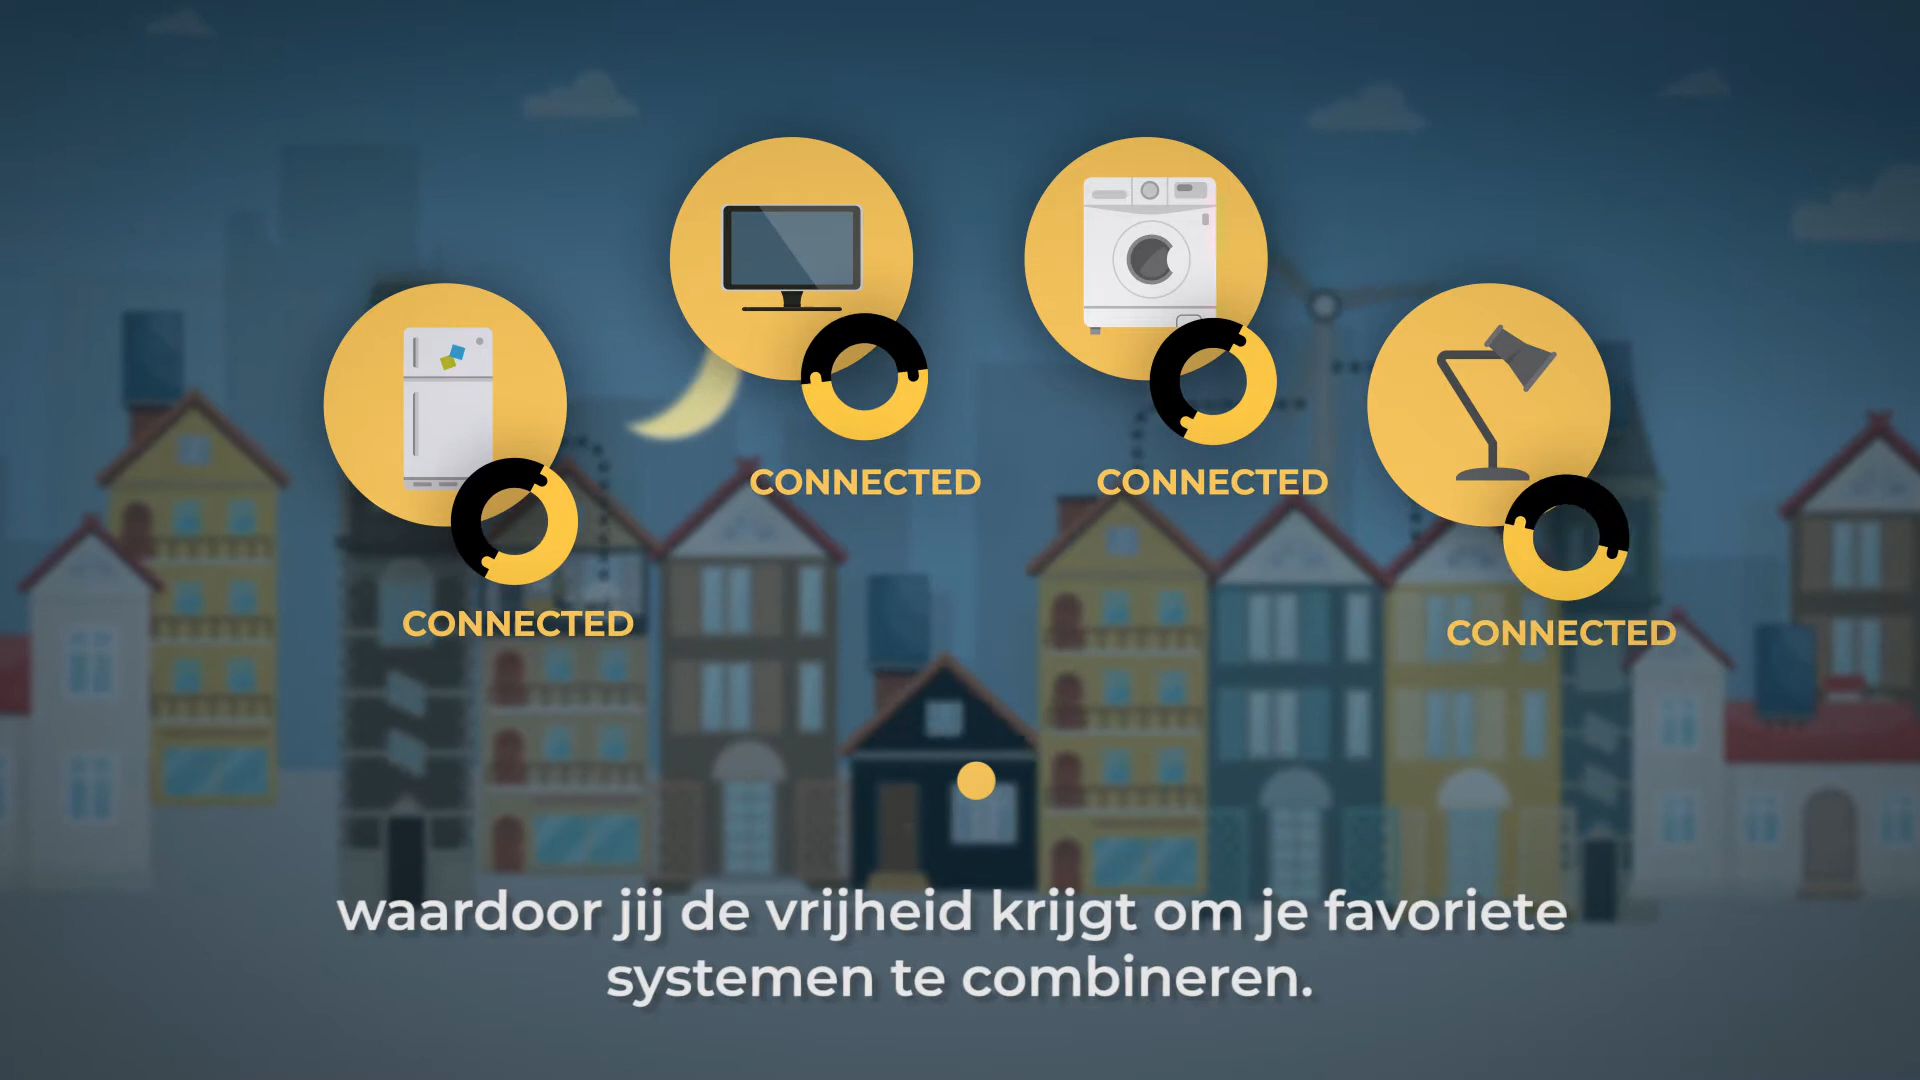 CONNECTED
CONNECTED
CONNECTED
CONNECTED
waardoor jij de vrijheid krijgt om je favoriete
systemen te combineren.